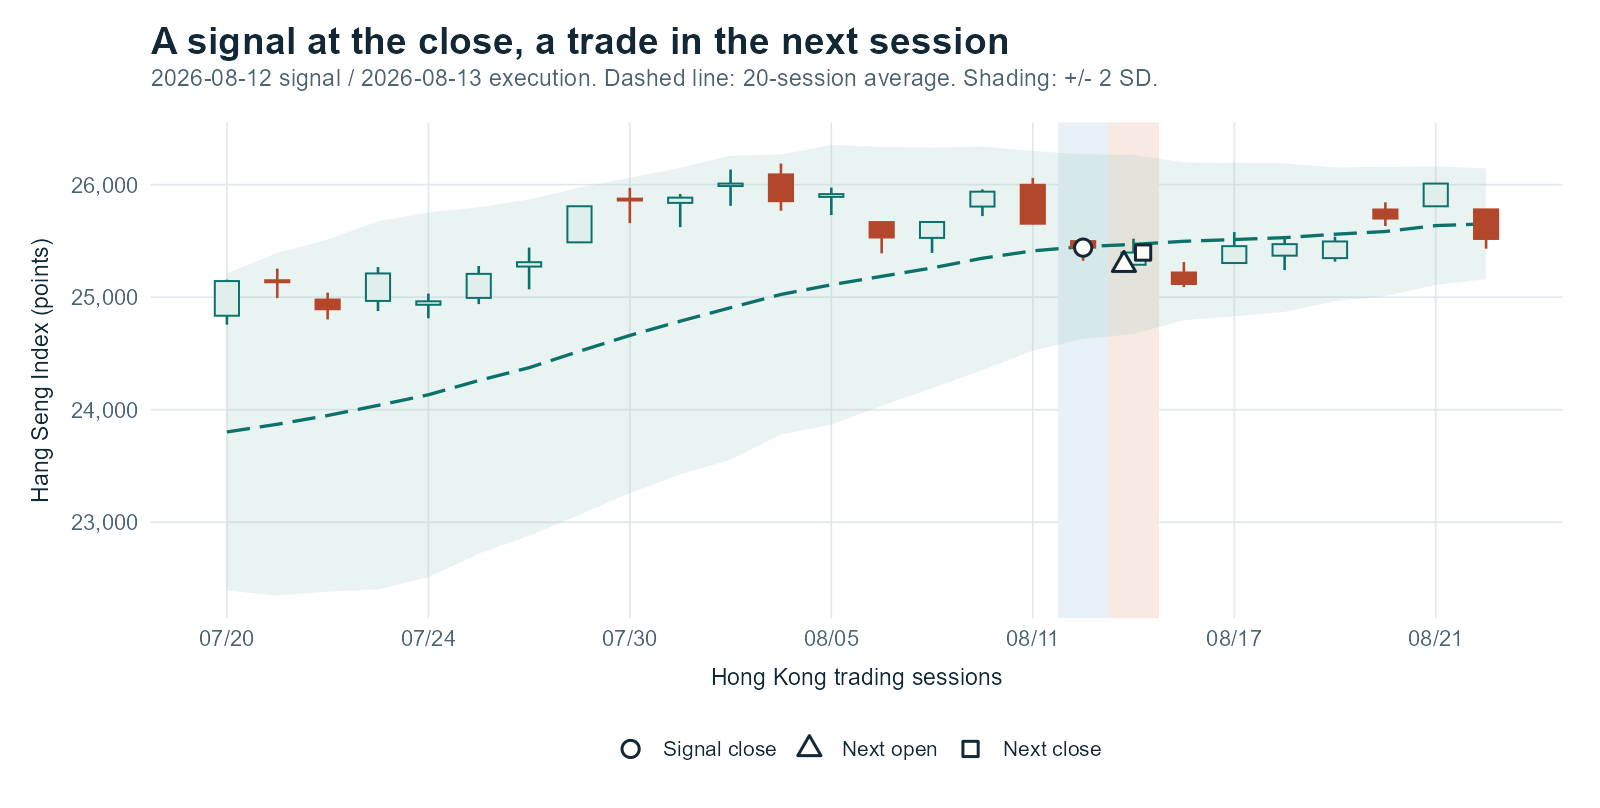 A signal at the close, a trade in the next session
2026-08-12 signal / 2026-08-13 execution. Dashed line: 20-session average. Shading: +/- 2 SD.
Hang Seng Index (points)
26,000
25,000
24,000
23,000
07/20 07/24 07/30 08/05 08/11 08/17 08/21
Hong Kong trading sessions
Signal close Next open Next close